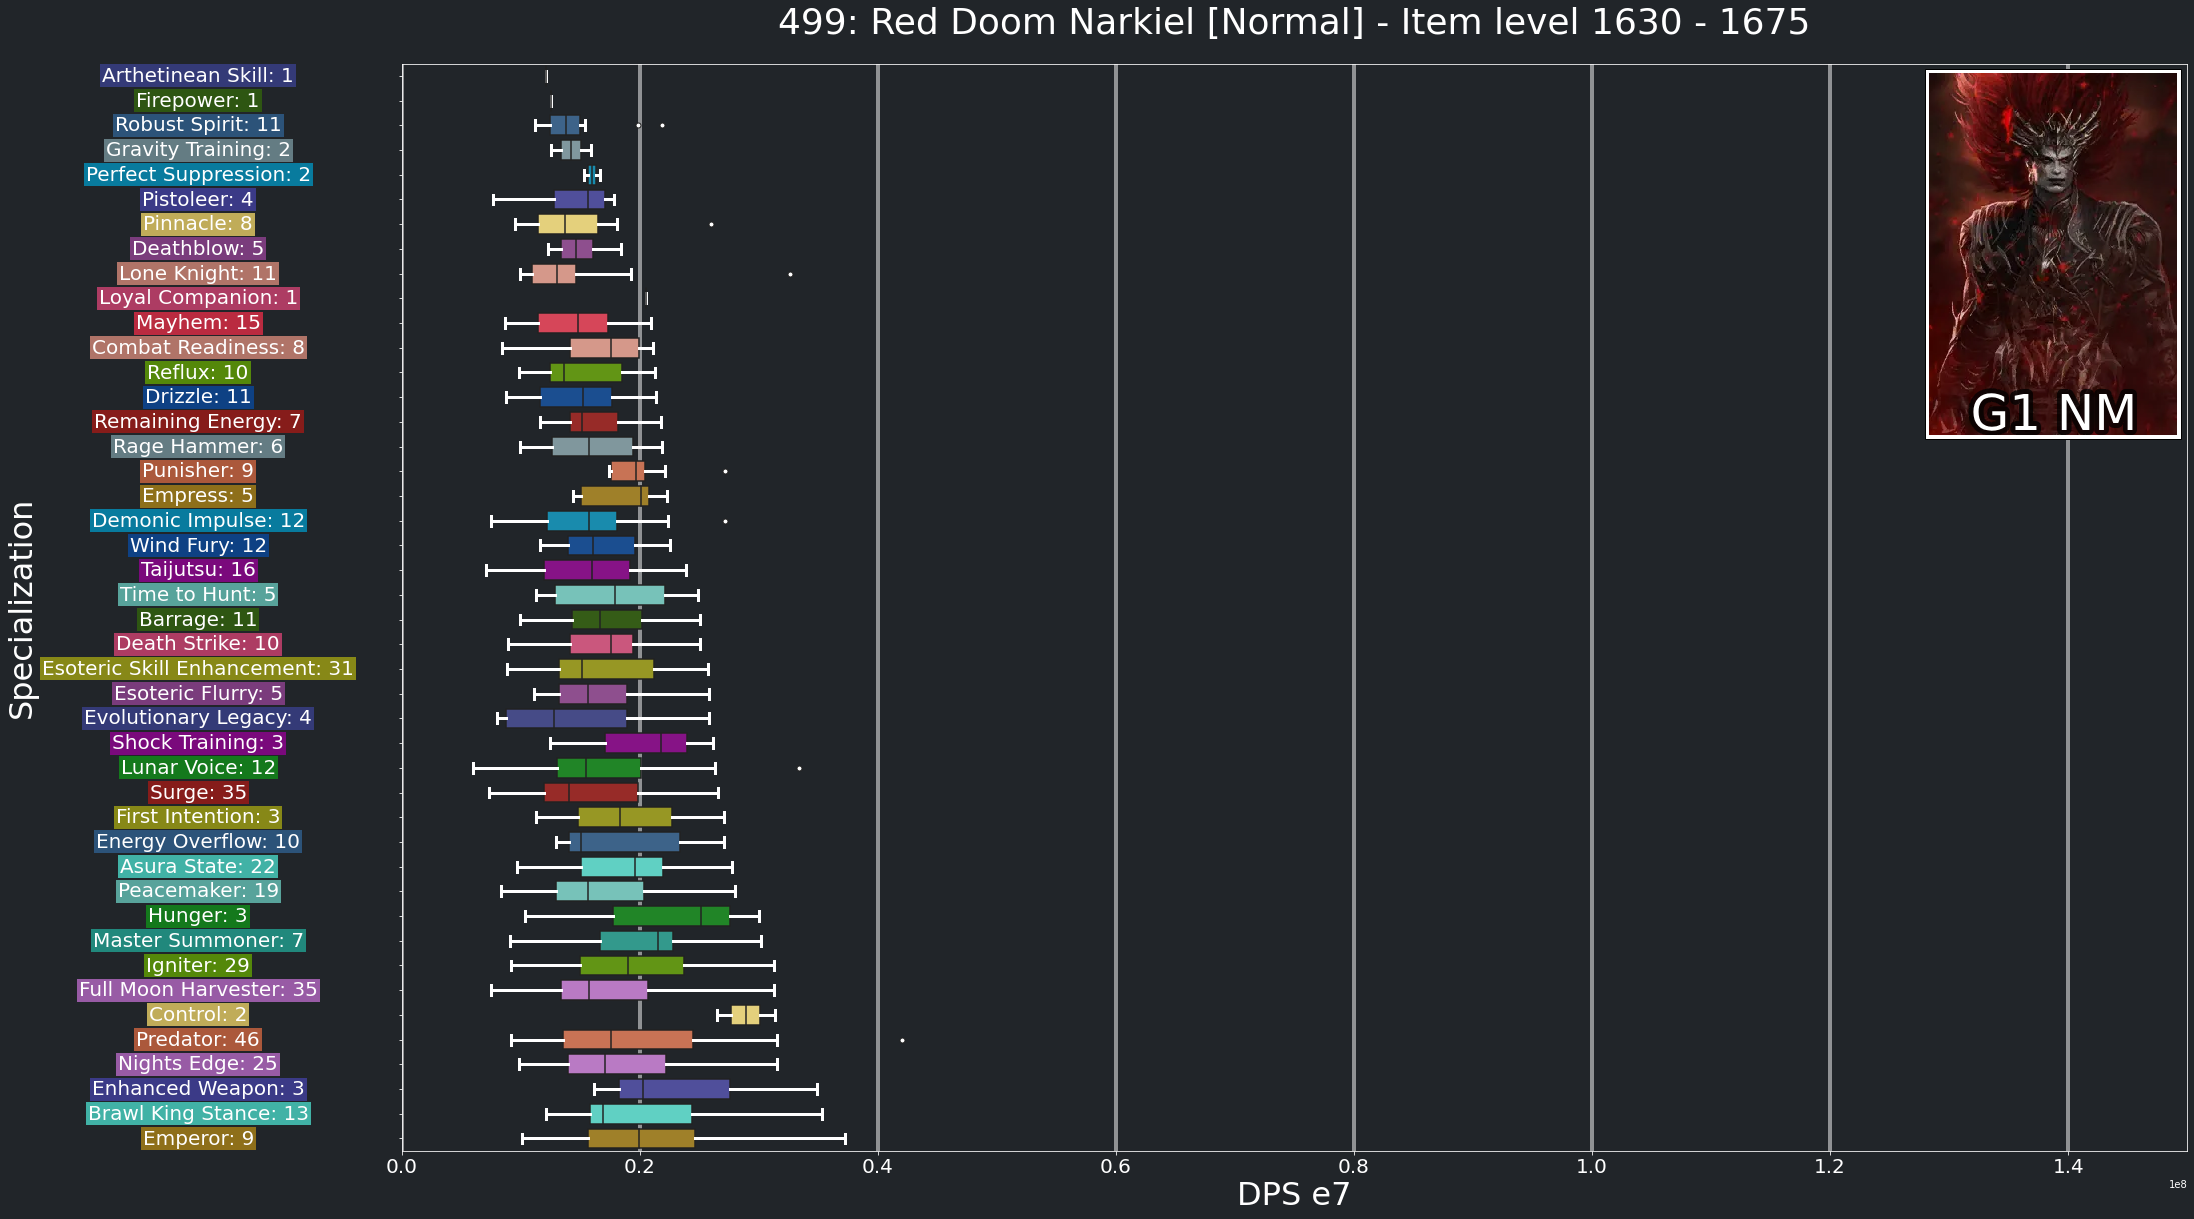 499: Red Doom Narkiel [Normal] - Item level 1630 - 1675
Arthetinean Skill: 1
Firepower: 1
Robust Spirit: 11
Gravity Training: 2
Perfect Suppression: 2
Pistoleer: 4
Pinnacle: 8
Deathblow: 5
Lone Knight: 11
Loyal Companion: 1
Mayhem: 15
Combat Readiness: 8
Reflux: 10
Drizzle: 11
Remaining Energy: 7
Rage Hammer: 6
Punisher: 9
Empress: 5
Demonic Impulse: 12
Wind Fury: 12
Taijutsu: 16
Time to Hunt: 5
Barrage: 11
Death Strike: 10
Esoteric Skill Enhancement: 31
Esoteric Flurry: 5
Evolutionary Legacy: 4
Shock Training: 3
Lunar Voice: 12
Surge: 35
First Intention: 3
Energy Overflow: 10
Asura State: 22
Peacemaker: 19
Hunger: 3
Master Summoner: 7
Igniter: 29
Full Moon Harvester: 35
Control: 2
Predator: 46
Nights Edge: 25
Enhanced Weapon: 3
Brawl King Stance: 13
Emperor: 9
Specialization
G1 NM
0.0 0.2 0.4 0.6 0.8 1.0 1.2 1.4
DPS e7
1e8